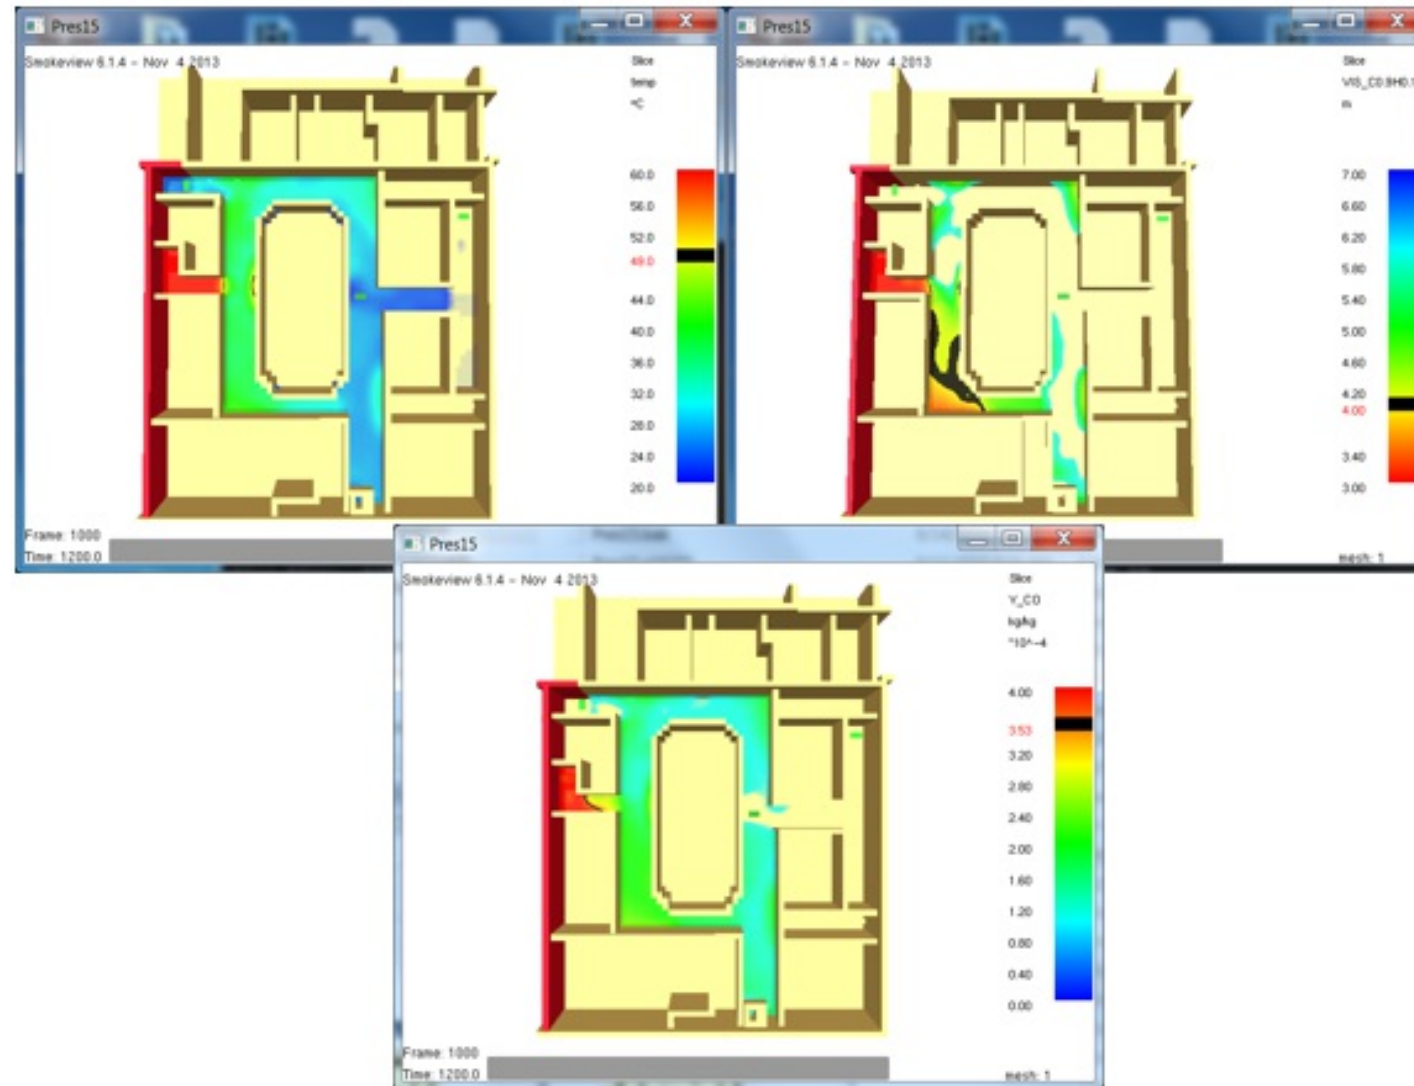 Pres15
Smokeview 6.1.4 - Nov 4 2013
Slice
temp
°C
60.0
56.0
52.0
49.0
44.0
40.0
36.0
32.0
28.0
24.0
20.0
Frame: 1000
Time: 1200.0
Pres15
Smokeview 6.1.4 - Nov 4 2013
Slice
VIS_C0.9H0.1
m
7.00
6.60
6.20
5.80
5.40
5.00
4.60
4.20
4.00
3.40
3.00
mesh: 1
Pres15
Smokeview 6.1.4 - Nov 4 2013
Slice
Y_CO
kg/kg
*10^-4
4.00
3.53
3.20
2.80
2.40
2.00
1.60
1.20
0.80
0.40
0.00
Frame: 1000
Time: 1200.0
mesh: 1